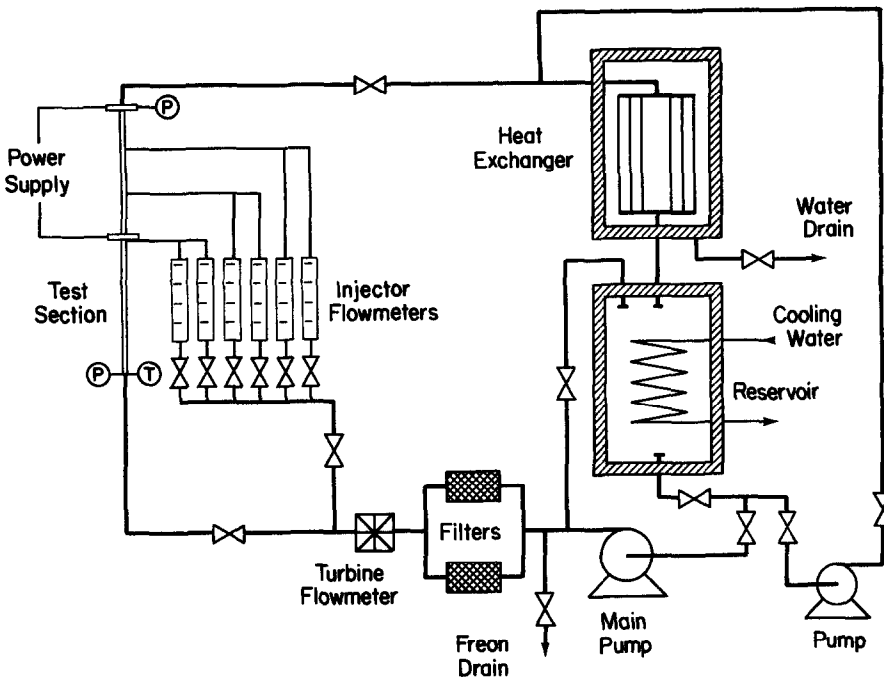 P
Power
Supply
Heat
Exchanger
Water
Drain
Test
Section
Injector
Flowmeters
Cooling
Water
P
T
Reservoir
Filters
Turbine
Flowmeter
Freon
Drain
Main
Pump
Pump